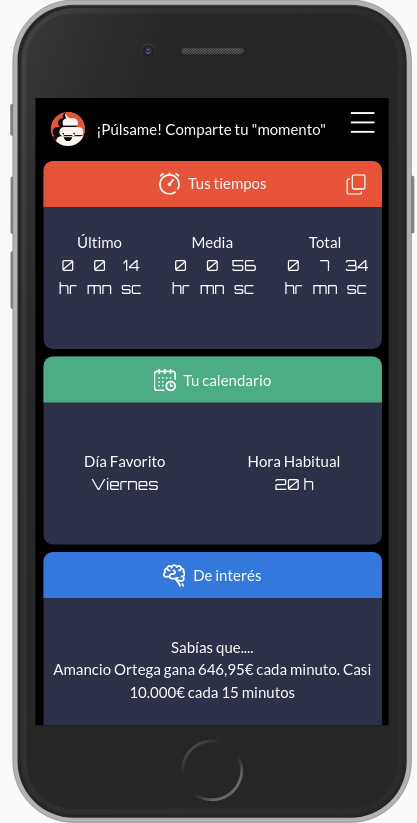 ¡Púlsame! Comparte tu "momento"
Tus tiempos
Último Media Total
0 0 14 0 0 56 0 7 34
hr mn sc hr mn sc hr mn sc
Tu calendario
Día Favorito Hora Habitual
Viernes 20 h
De interés
Sabías que....
Amancio Ortega gana 646,95€ cada minuto. Casi
10.000€ cada 15 minutos